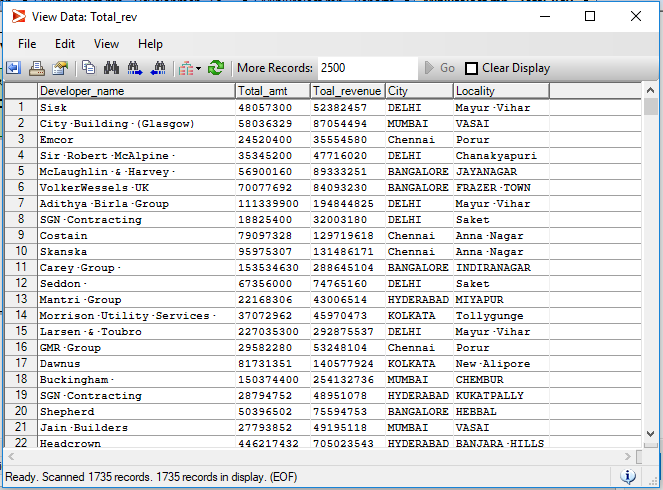 View Data: Total_rev
File Edit View Help
More Records: 2500 Go Clear Display
Developer_name Total_amt Toal_revenue City Locality
1 Sisk 48057300 52382457 DELHI Mayur·Vihar
2 City·Building·(Glasgow) 58036329 87054494 MUMBAI VASAI
3 Emcor 24520400 35554580 Chennai Porur
4 Sir·Robert·McAlpine· 35345200 47716020 DELHI Chanakyapuri
5 McLaughlin·&·Harvey· 56900160 89333251 BANGALORE JAYANAGAR
6 VolkerWessels·UK 70077692 84093230 BANGALORE FRAZER·TOWN
7 Adithya·Birla·Group 111339900 194844825 DELHI Mayur·Vihar
8 SGN·Contracting 18825400 32003180 DELHI Saket
9 Costain 79097328 129719618 Chennai Anna·Nagar
10 Skanska 95975307 131486171 Chennai Anna·Nagar
11 Carey·Group· 153534630 288645104 BANGALORE INDIRANAGAR
12 Seddon· 67356000 74765160 DELHI Saket
13 Mantri·Group 22168306 43006514 HYDERABAD MIYAPUR
14 Morrison·Utility·Services· 37072962 45970473 KOLKATA Tollygunge
15 Larsen·&·Toubro 227035300 292875537 DELHI Mayur·Vihar
16 GMR·Group 29582280 53248104 Chennai Porur
17 Dawnus 81731351 140577924 KOLKATA New·Alipore
18 Buckingham· 150374400 254132736 MUMBAI CHEMBUR
19 SGN·Contracting 28794752 48951078 HYDERABAD KUKATPALLY
20 Shepherd 50396502 75594753 BANGALORE HEBBAL
21 Jain·Builders 27793852 49195118 MUMBAI VASAI
22 Headcrown 446217432 705023543 HYDERABAD BANJARA·HILLS
Ready. Scanned 1735 records. 1735 records in display. (EOF)